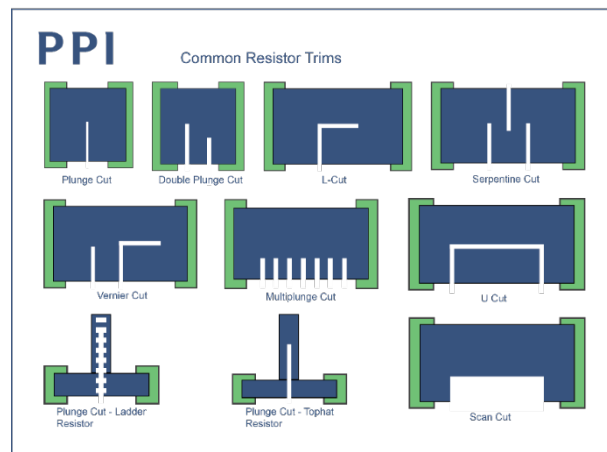 PPI
Common Resistor Trims
Plunge Cut
Double Plunge Cut
L-Cut
Serpentine Cut
Vernier Cut
Multiplunge Cut
U Cut
Plunge Cut - Ladder
Resistor
Plunge Cut - Tophat
Resistor
Scan Cut